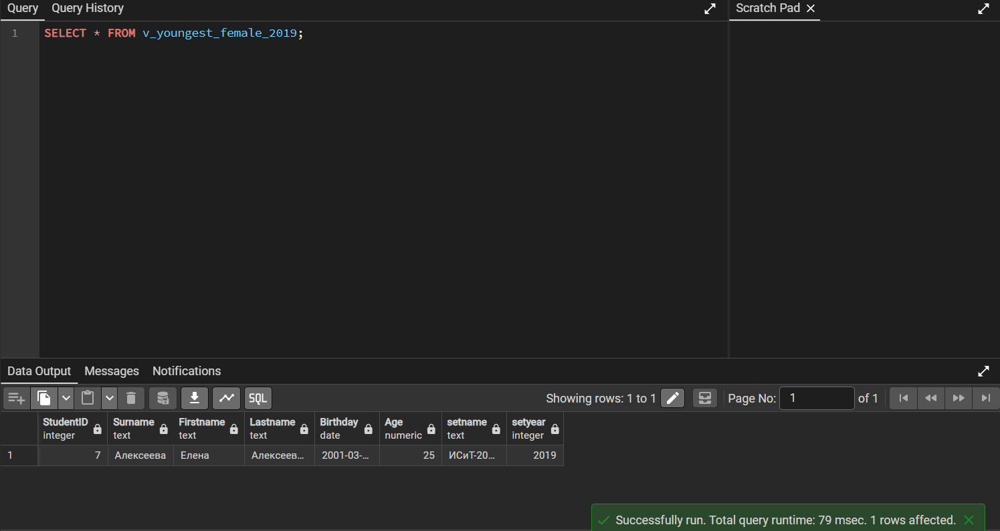 Query Query History Scratch Pad
1 SELECT * FROM v_youngest_female_2019;
Data Output Messages Notifications
SQL Showing rows: 1 to 1 Page No: 1 of 1
StudentID Surname Firstname Lastname Birthday Age setname setyear
integer text text text date numeric text integer
1 7 Алексеева Елена Алексеев... 2001-03-... 25 ИСиТ-20... 2019
Successfully run. Total query runtime: 79 msec. 1 rows affected.